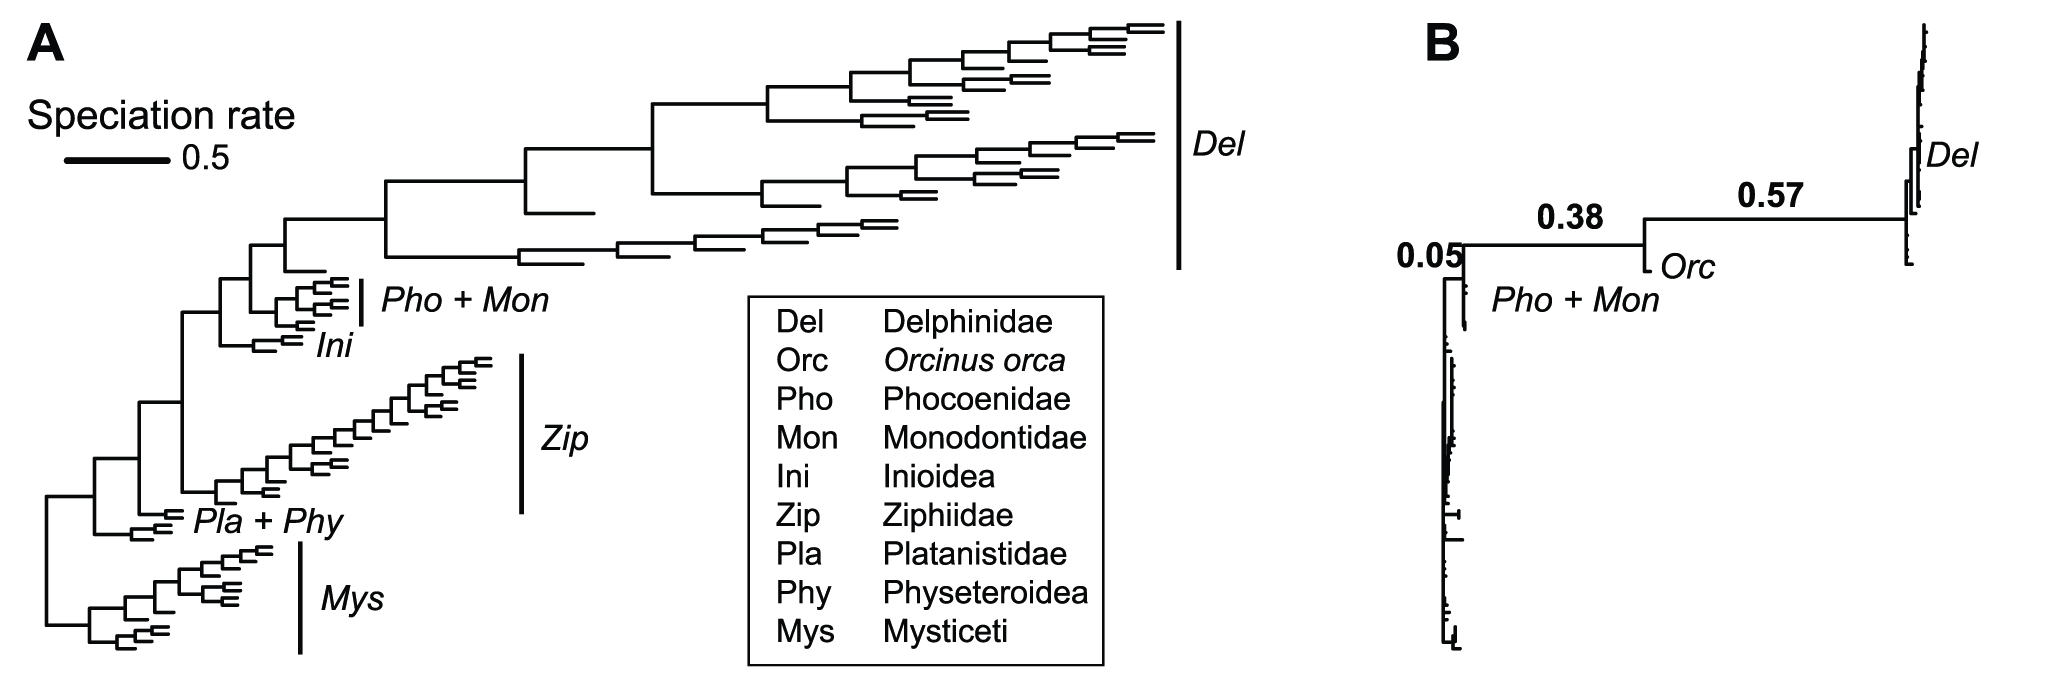 A
Speciation rate
0.5
Del
Pho + Mon
Ini
Zip
Pla + Phy
Mys
Del Delphinidae
Orc Orcinus orca
Pho Phocoenidae
Mon Monodontidae
Ini Inioidea
Zip Ziphiidae
Pla Platanistidae
Phy Physeteroidea
Mys Mysticeti
B
Del
0.57
0.38
0.05
Orc
Pho + Mon